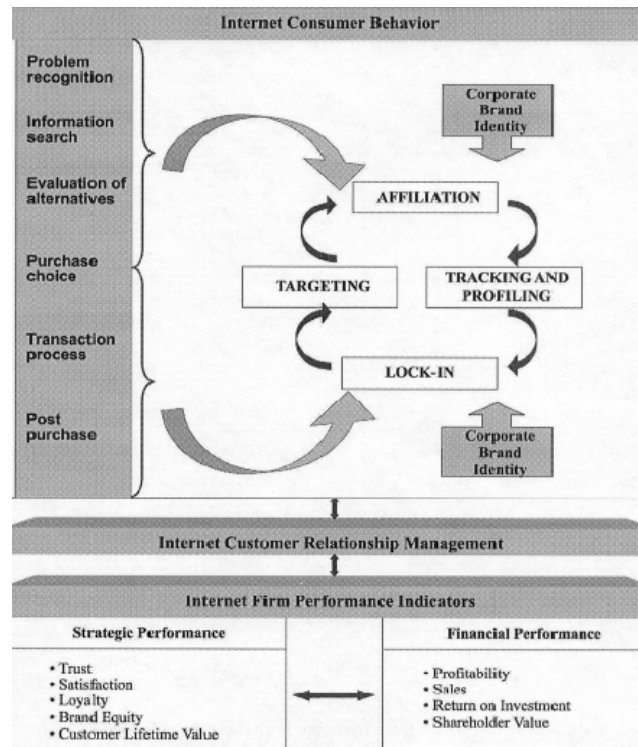 Internet Consumer Behavior
Problem
recognition
Information
search
Evaluation of
alternatives
Purchase
choice
Transaction
process
Post
purchase
Corporate
Brand
Identity
AFFILIATION
TARGETING
TRACKING AND
PROFILING
LOCK-IN
Corporate
Brand
Identity
Internet Customer Relationship Management
Internet Firm Performance Indicators
Strategic Performance
• Trust
• Satisfaction
• Loyalty
• Brand Equity
• Customer Lifetime Value
Financial Performance
• Profitability
• Sales
• Return on Investment
• Shareholder Value